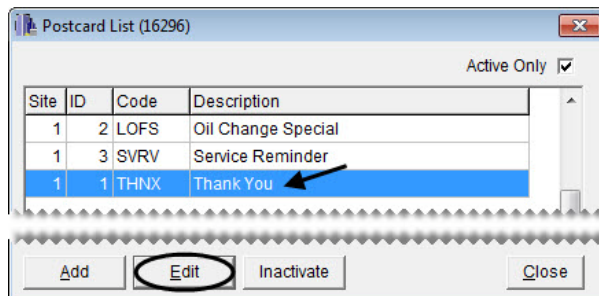 Postcard List (16296)
Active Only
Site ID Code Description
1 2 LOFS Oil Change Special
1 3 SVRV Service Reminder
1 1 THNX Thank You
Add Edit Inactivate Close